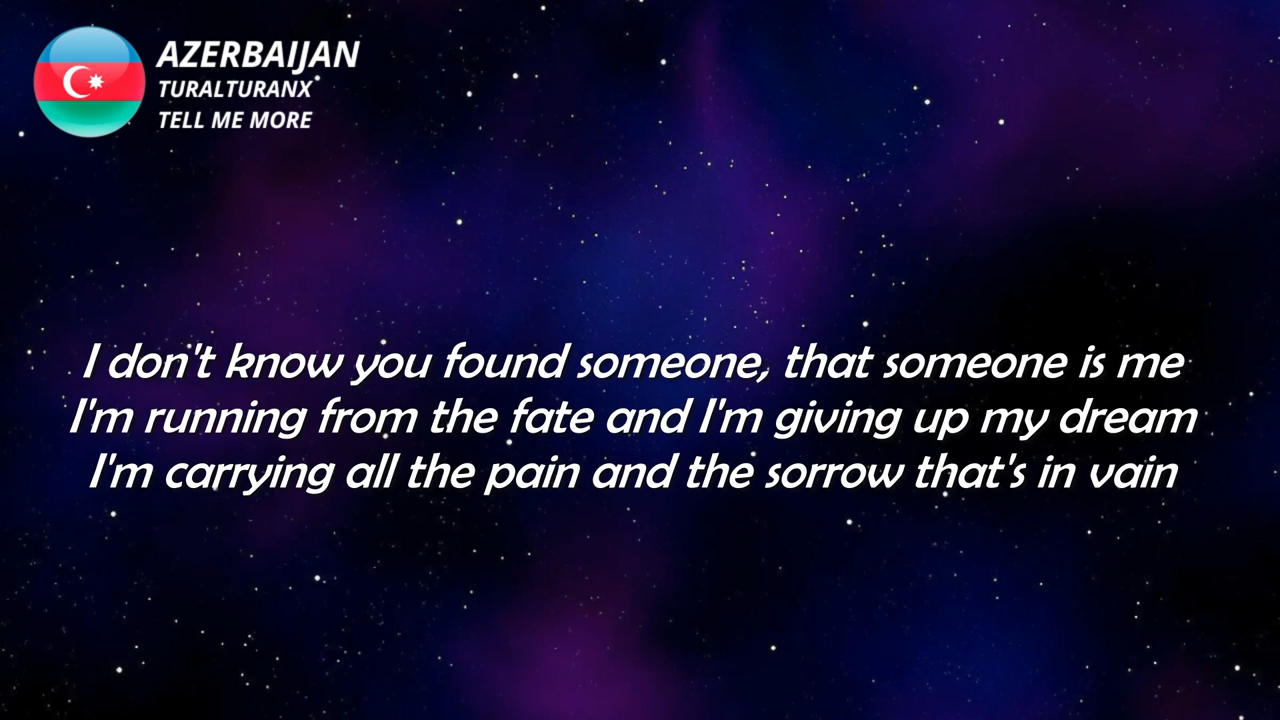 AZERBAIJAN
TURALTURANX
TELL ME MORE
I don't know you found someone, that someone is me
I'm running from the fate and I'm giving up my dream
I'm carrying all the pain and the sorrow that's in vain